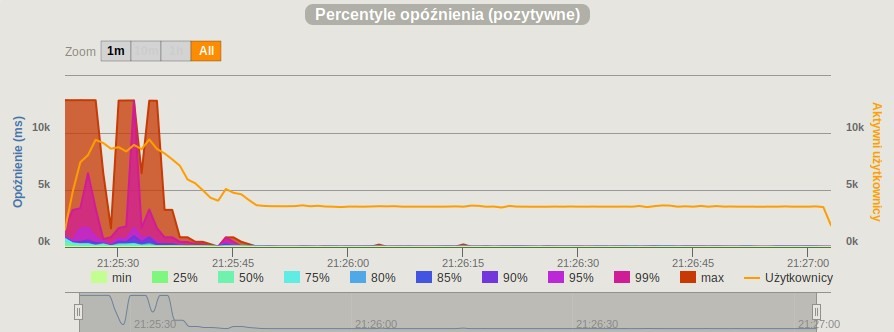 Percentyle opóźnienia (pozytywne)
Zoom 1m All
Opóźnienie (ms)
10k
5k
0k
10k
5k
0k
Aktywni użytkownicy
21:25:30 21:25:45 21:26:00 21:26:15 21:26:30 21:26:45 21:27:00
min 25% 50% 75% 80% 85% 90% 95% 99% max Użytkownicy
21:25:30 21:26:00 21:26:30 21:27:00